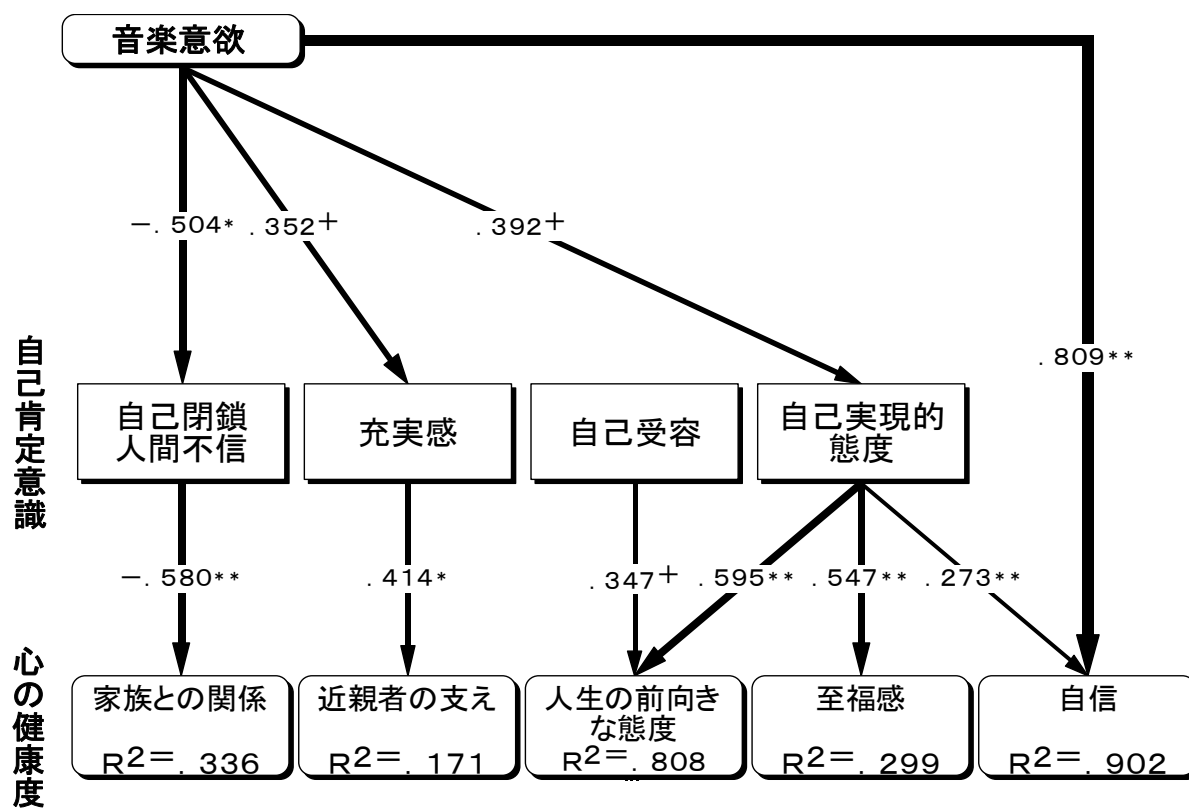 音楽意欲
－．504* ．352＋ ．392＋
．809**
自己肯定意識
自己閉鎖
人間不信
充実感
自己受容
自己実現的
態度
－．580** ．414* ．347＋ ．595** ．547** ．273**
心の健康度
家族との関係
R²＝．336
近親者の支え
R²＝．171
人生の前向き
な態度
R²＝．808
至福感
R²＝．299
自信
R²＝．902